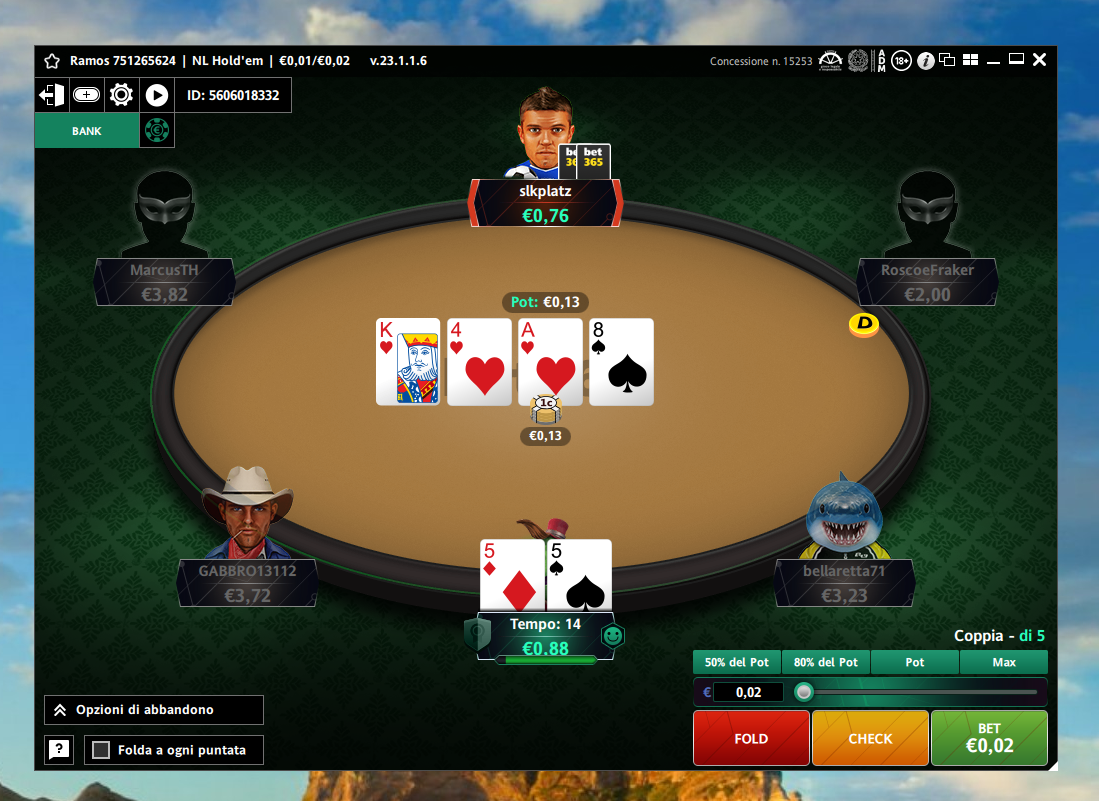 Ramos 751265624 | NL Hold'em | €0,01/€0,02 v.23.1.1.6
Concessione n. 15253
ADM
18+
ID: 5606018332
BANK
bet
365
slkplatz
€0,76
MarcusTH
€3,82
RoscoeFraker
€2,00
Pot: €0,13
D
K
4
A
8
1c
€0,13
GABBRO13112
€3,72
5
5
bellaretta71
€3,23
Tempo: 14
€0.88
Coppia - di 5
50% del Pot
80% del Pot
Pot
Max
€ 0,02
Opzioni di abbandono
?
Folda a ogni puntata
FOLD
CHECK
BET
€0,02